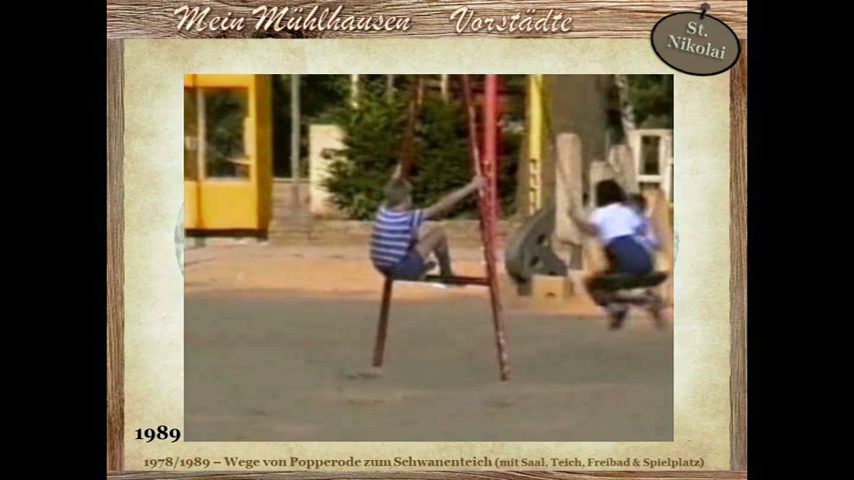 Mein Mühlhausen Vorstädte
St. Nikolai
1989
1978/1989 – Wege von Popperode zum Schwanenteich (mit Saal, Teich, Freibad & Spielplatz)